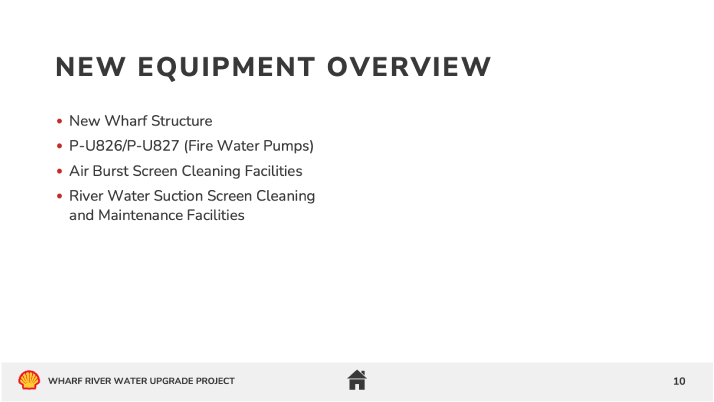 NEW EQUIPMENT OVERVIEW
• New Wharf Structure
• P-U826/P-U827 (Fire Water Pumps)
• Air Burst Screen Cleaning Facilities
• River Water Suction Screen Cleaning
and Maintenance Facilities
WHARF RIVER WATER UPGRADE PROJECT
10